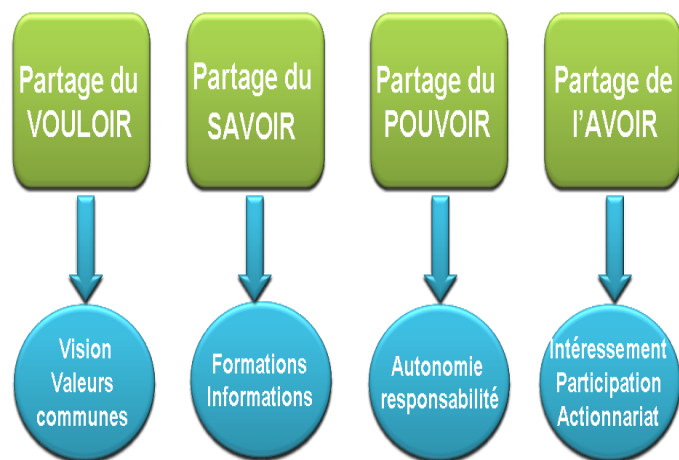 Partage du
VOULOIR
Partage du
SAVOIR
Partage du
POUVOIR
Partage de
l'AVOIR
Vision
Valeurs
communes
Formations
Informations
Autonomie
responsabilité
Intéressement
Participation
Actionnariat